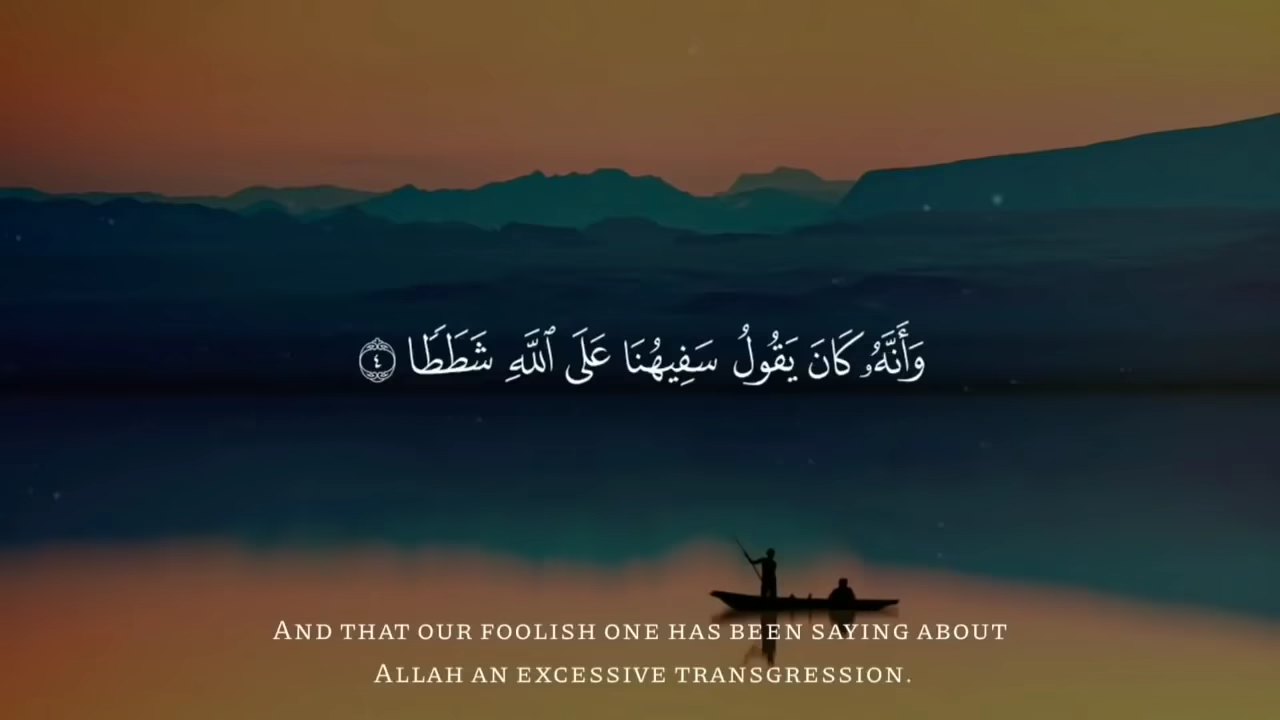 وَأَنَّهُۥ كَانَ يَقُولُ سَفِيهُنَا عَلَى ٱللَّهِ شَطَطًا ٤
And that our foolish one has been saying about
Allah an excessive transgression.